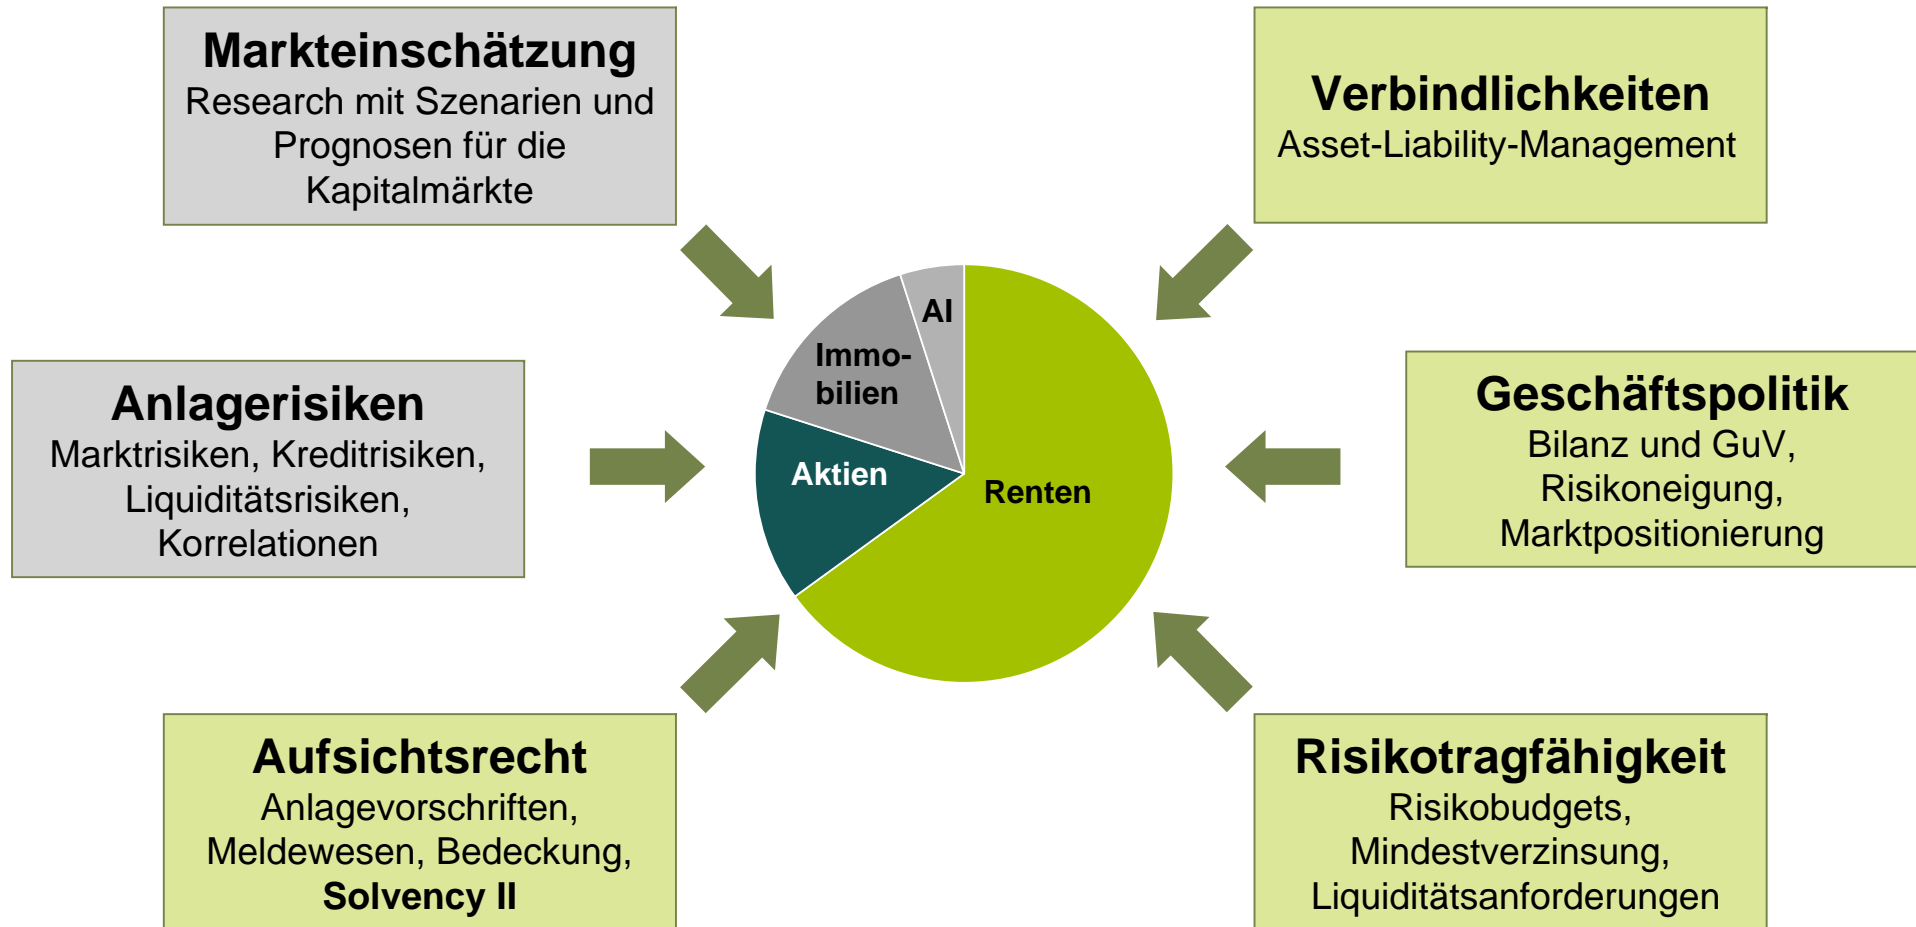 Markteinschätzung
Research mit Szenarien und
Prognosen für die
Kapitalmärkte
Verbindlichkeiten
Asset-Liability-Management
Anlagerisiken
Marktrisiken, Kreditrisiken,
Liquiditätsrisiken,
Korrelationen
AI
Immo-
bilien
Aktien
Renten
Geschäftspolitik
Bilanz und GuV,
Risikoneigung,
Marktpositionierung
Aufsichtsrecht
Anlagevorschriften,
Meldewesen, Bedeckung,
Solvency II
Risikotragfähigkeit
Risikobudgets,
Mindestverzinsung,
Liquiditätsanforderungen